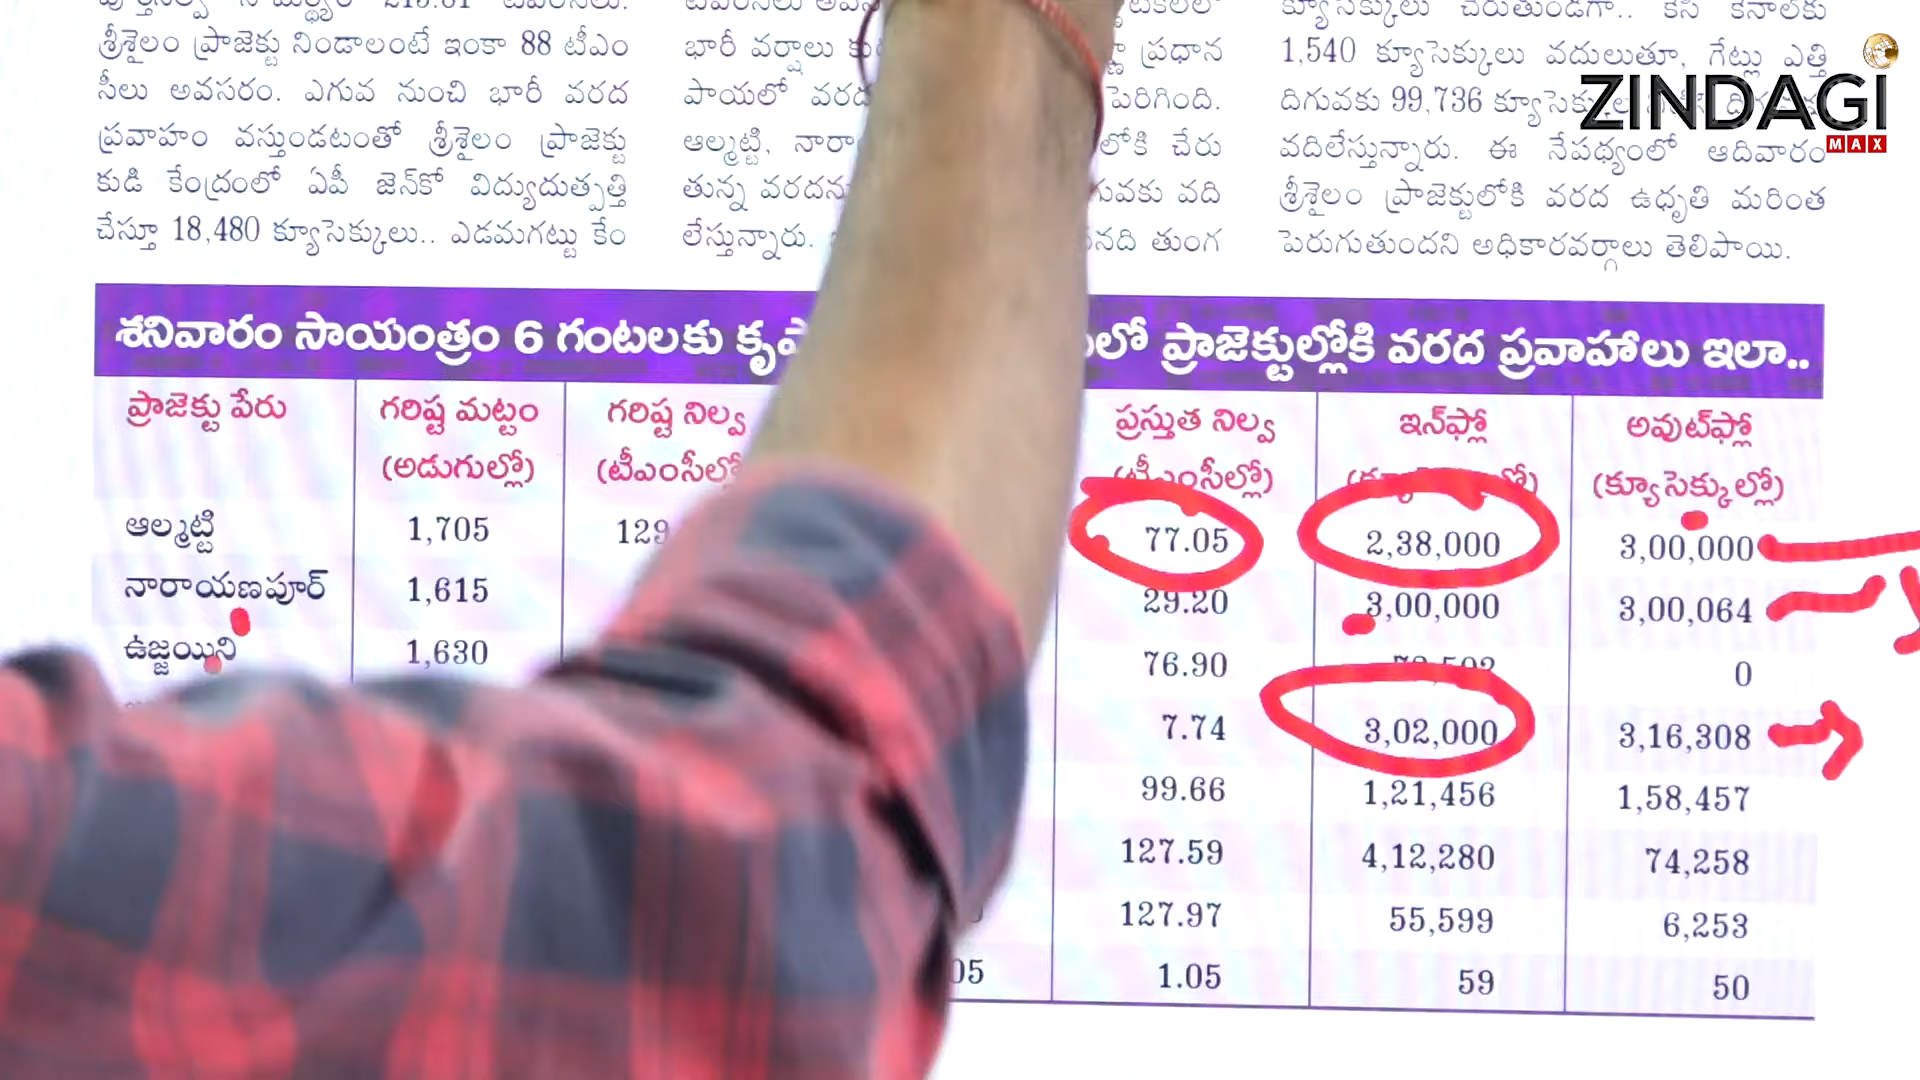 శ్రీశైలం ప్రాజెక్టు నిండాలంటే ఇంకా 88 టీఎం
సీలు అవసరం. ఎగువ నుంచి భారీ వరద
ప్రవాహం వస్తుండటంతో శ్రీశైలం ప్రాజెక్టు
కుడి కేంద్రంలో ఏపీ జెన్‌కో విద్యుదుత్పత్తి
చేస్తూ 18,480 క్యూసెక్కులు.. ఎడమగట్టు కేం
భారీ వర్షాలు
పాయలో
ఆల్మట్టి,
తున్న వరదను
లేస్తున్నారు.
ప్రధాన
పెరిగింది.
లోకి చేరు
గువకు వది
నది తుంగ
క్యూసెక్కులు చేరుతుండగా.. కేసీ కెనాల్‌కు
1,540 క్యూసెక్కులు వదులుతూ, గేట్లు ఎత్తి
దిగువకు 99,736
వదిలేస్తున్నారు. ఈ నేపథ్యంలో ఆదివారం
శ్రీశైలం ప్రాజెక్టులోకి వరద ఉధృతి మరింత
పెరుగుతుందని అధికారవర్గాలు తెలిపాయి.
ZINDAGI
MAX
శనివారం సాయంత్రం 6 గంటలకు లో ప్రాజెక్టుల్లోకి వరద ప్రవాహాలు ఇలా..
ప్రాజెక్టు పేరు గరిష్ట మట్టం గరిష్ట నిల్వ ప్రస్తుత నిల్వ ఇన్‌ఫ్లో అవుట్‌ఫ్లో
(అడుగుల్లో) (టీఎంసీల్లో (టీఎంసీల్లో) (క్యూసెక్కుల్లో)
ఆల్మట్టి 1,705 129 77.05 2,38,000 3,00,000
నారాయణపూర్ 1,615 29.20 3,00,000 3,00,064
ఉజ్జయిని 1,630 76.90 0
7.74 3,02,000 3,16,308
99.66 1,21,456 1,58,457
127.59 4,12,280 74,258
127.97 55,599 6,253
05 1.05 59 50